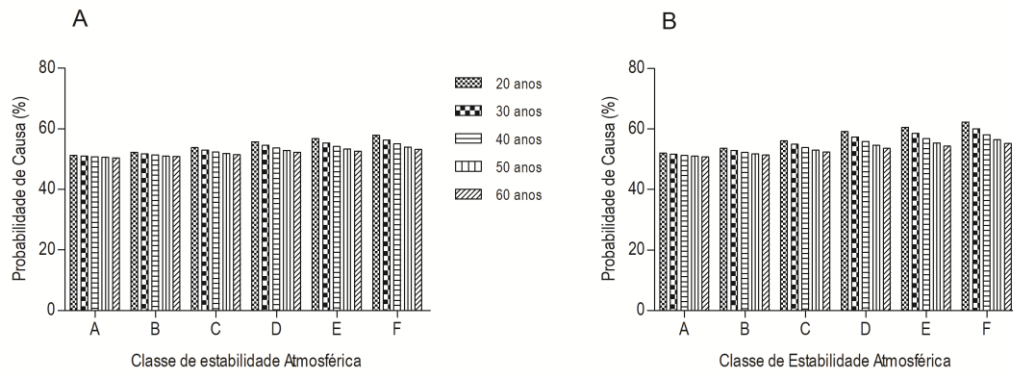 A
Probabilidade de Causa (%)
80
60
40
20
0
A B C D E F
Classe de estabilidade Atmosférica
20 anos
30 anos
40 anos
50 anos
60 anos
B
Probabilidade de Causa (%)
80
60
40
20
0
A B C D E F
Classe de Estabilidade Atmosférica